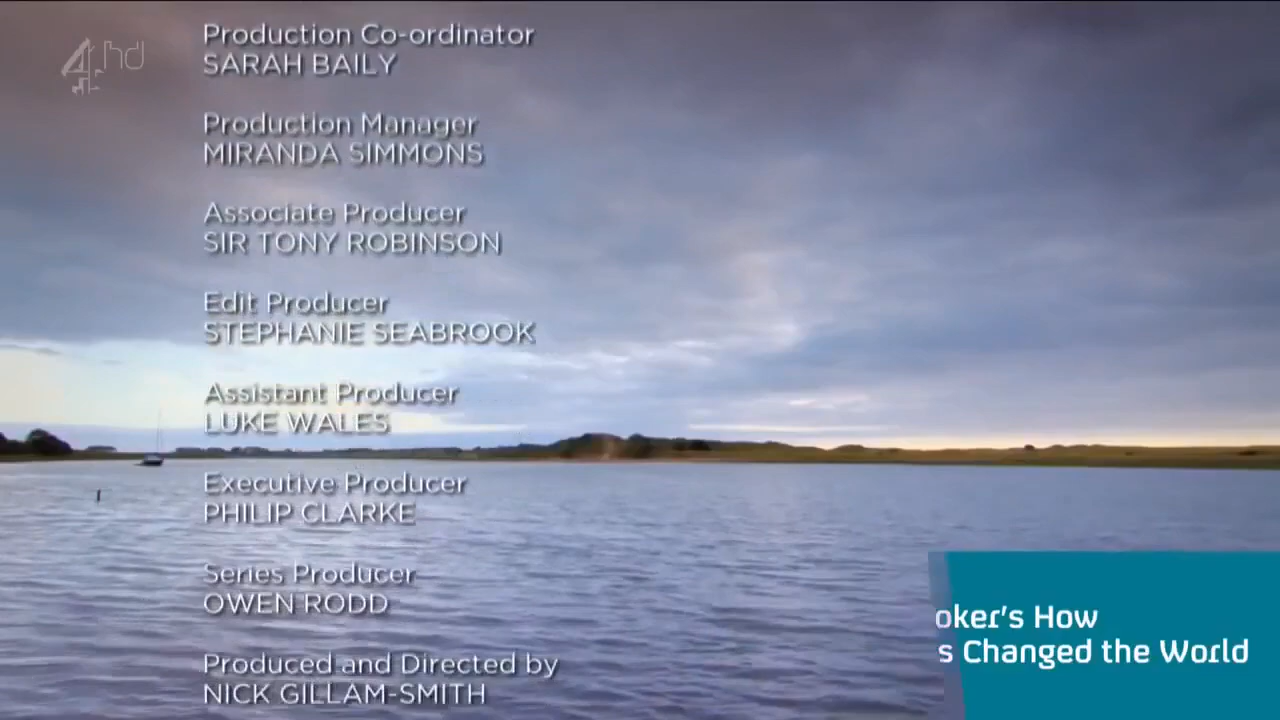 4 hd
Production Co-ordinator
SARAH BAILY
Production Manager
MIRANDA SIMMONS
Associate Producer
SIR TONY ROBINSON
Edit Producer
STEPHANIE SEABROOK
Assistant Producer
LUKE WALES
Executive Producer
PHILIP CLARKE
Series Producer
OWEN RODD
Produced and Directed by
NICK GILLAM-SMITH
oker's How
s Changed the World